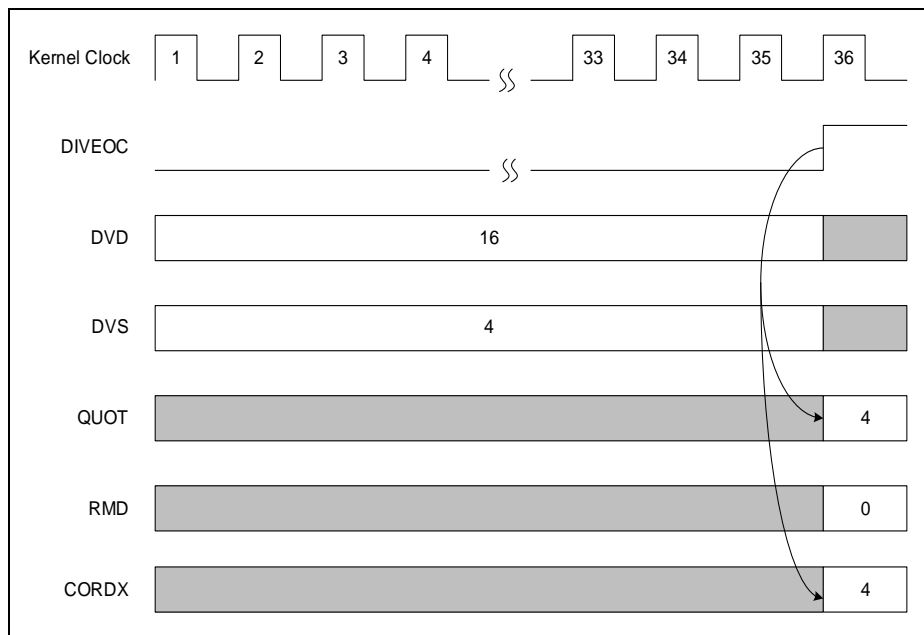 Kernel Clock 1 2 3 4 33 34 35 36
DIVEOC
DVD 16
DVS 4
QUOT 4
RMD 0
CORDX 4